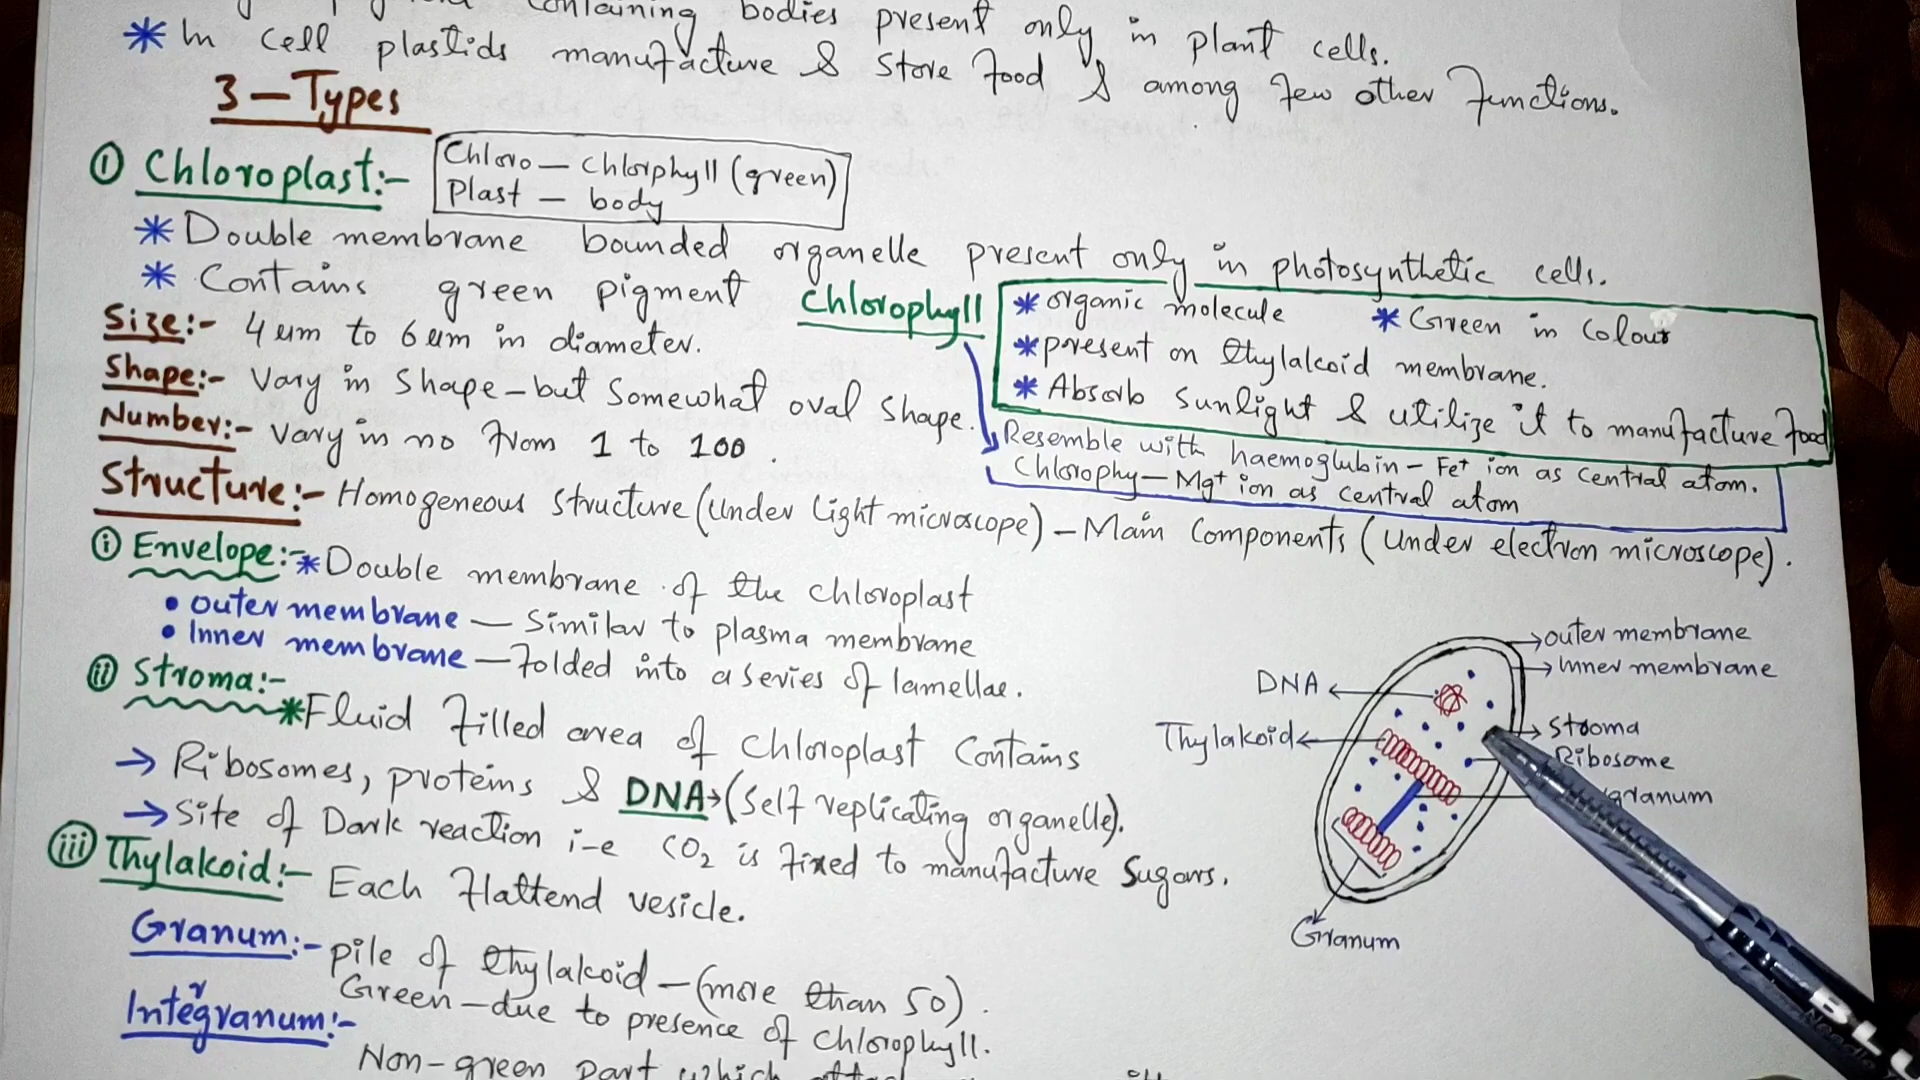 containing bodies present only in plant cells.
* In cell plastids manufacture & store food & among few other functions.
3-Types
① Chloroplast:-
Chloro — Chlorphyll (green)
Plast — body
* Double membrane bounded organelle present only in photosynthetic cells.
* Contains green pigment Chlorophyll
* organic molecule * Green in colour
* present on thylalcoid membrane.
* Absorb sunlight & utilize it to manufacture food
Resemble with haemoglubin - Fe+ ion as central atom.
Chlorophy - Mg+ ion as central atom
Size:- 4 um to 6 um in diameter.
Shape:- Vary in shape - but somewhat oval shape.
Number:- Vary in no from 1 to 100.
Structure:- Homogeneous structure (Under light microscope) - Main Components (Under electron microscope).
ⓘ Envelope:- * Double membrane of the chloroplast
• Outer membrane — Similar to plasma membrane
• Inner membrane — Folded into a series of lamellae.
ⓘⓘ Stroma:-
* Fluid filled area of chloroplast contains
→ Ribosomes, proteins & DNA → (Self replicating organelle).
→ Site of Dark reaction i-e CO2 is fixed to manufacture sugars.
ⓘⓘⓘ Thylakoid:- Each flattend vesicle.
Granum:- pile of thylakoid - (more than 50).
Green - due to presence of chlorophyll.
Intergranum:-
Non-green part which
outer membrane
Inner membrane
DNA
Thylakoid
Strooma
Ribosome
granum
Granum